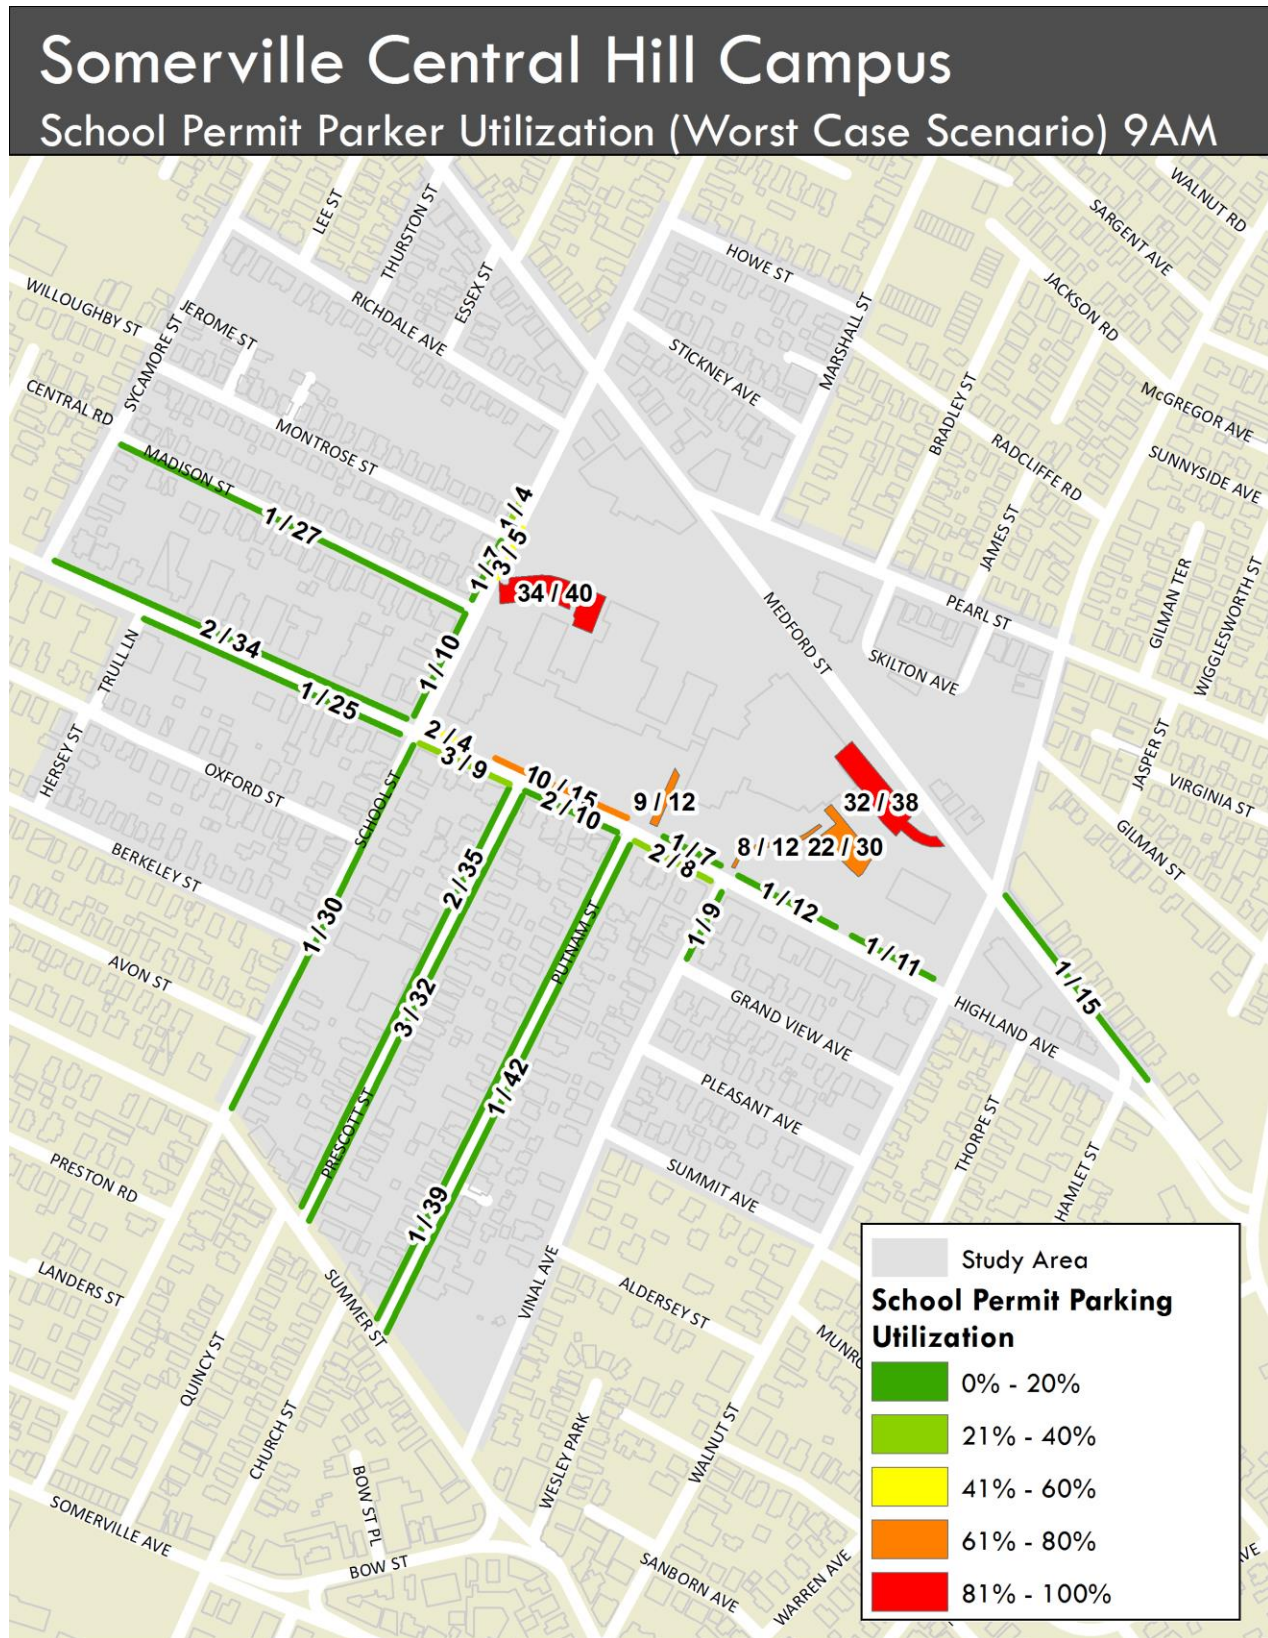 Somerville Central Hill Campus
School Permit Parker Utilization (Worst Case Scenario) 9AM
WALNUT RD
SARGENT AVE
LEE ST
THURSTON ST
HOWE ST
ESSEX ST
JACKSON RD
WILLOUGHBY ST
JEROME ST
RICHDALE AVE
SYCAMORE ST
MARSHALL ST
STICKNEY AVE
CENTRAL RD
BRADLEY ST
McGREGOR AVE
MONTROSE ST
RADCLIFFE RD
SUNNYSIDE AVE
MADISON ST
1 / 27
1 / 4
3 / 5
1 / 7
34 / 40
JAMES ST
GILMAN TER
WIGGLESWORTH ST
PEARL ST
MEDFORD ST
SKILTON AVE
2 / 34
1 / 10
TRULL LN
1 / 25
HERSEY ST
OXFORD ST
SCHOOL ST
2 / 4
3 / 9
10 / 15
2 / 10
9 / 12
32 / 38
JASPER ST
VIRGINIA ST
GILMAN ST
1 / 7
2 / 8
8 / 12
22 / 30
BERKELEY ST
2 / 35
1 / 12
1 / 30
PUTNAM ST
1 / 9
1 / 11
AVON ST
3 / 32
1 / 15
GRAND VIEW AVE
HIGHLAND AVE
1 / 42
PLEASANT AVE
PRESCOTT ST
THORPE ST
HAMLET ST
PRESTON RD
SUMMIT AVE
1 / 39
LANDERS ST
SUMMER ST
VINAL AVE
ALDERSEY ST
QUINCY ST
CHURCH ST
WESLEY PARK
WALNUT ST
BOW ST PL
SOMERVILLE AVE
BOW ST
SANBORN AVE
WARREN AVE
Study Area
School Permit Parking
Utilization
0% - 20%
21% - 40%
41% - 60%
61% - 80%
81% - 100%